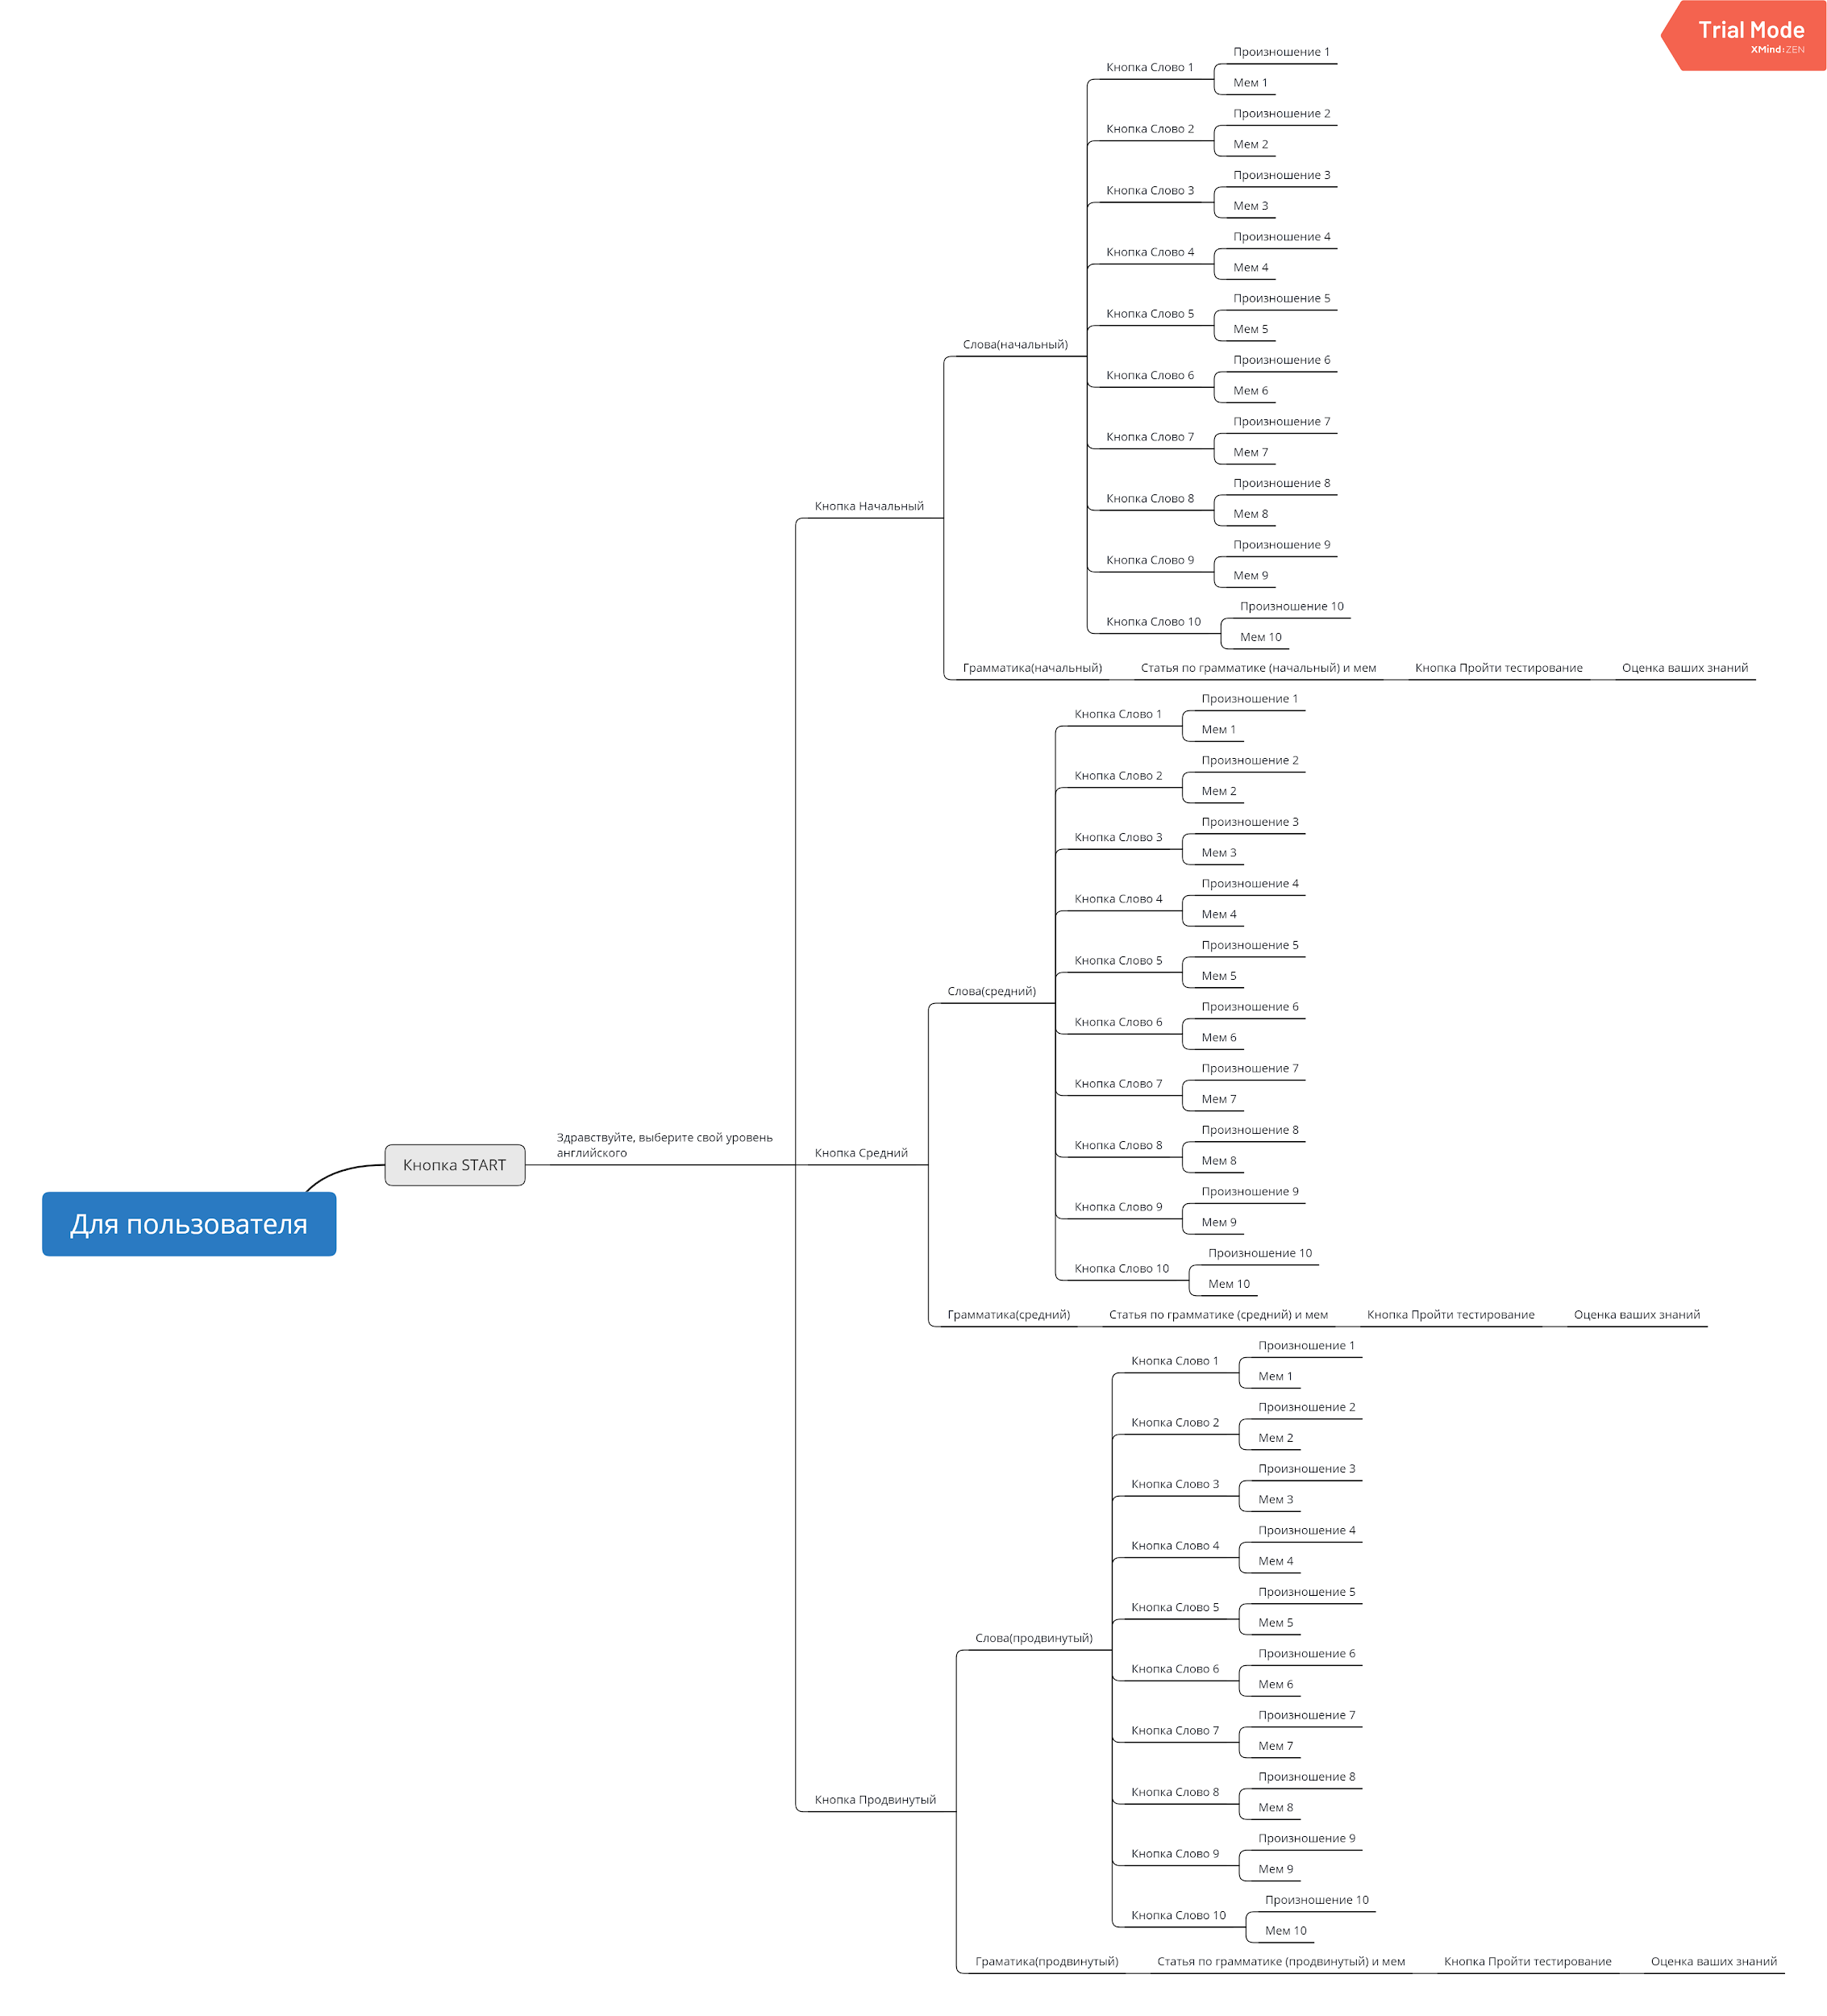 Trial Mode
XMind:ZEN
Для пользователя
Кнопка START
Здравствуйте, выберите свой уровень
английского
Кнопка Начальный
Слова(начальный)
Кнопка Слово 1
Произношение 1
Мем 1
Кнопка Слово 2
Произношение 2
Мем 2
Кнопка Слово 3
Произношение 3
Мем 3
Кнопка Слово 4
Произношение 4
Мем 4
Кнопка Слово 5
Произношение 5
Мем 5
Кнопка Слово 6
Произношение 6
Мем 6
Кнопка Слово 7
Произношение 7
Мем 7
Кнопка Слово 8
Произношение 8
Мем 8
Кнопка Слово 9
Произношение 9
Мем 9
Кнопка Слово 10
Произношение 10
Мем 10
Грамматика(начальный)
Статья по грамматике (начальный) и мем
Кнопка Пройти тестирование
Оценка ваших знаний
Кнопка Средний
Слова(средний)
Кнопка Слово 1
Произношение 1
Мем 1
Кнопка Слово 2
Произношение 2
Мем 2
Кнопка Слово 3
Произношение 3
Мем 3
Кнопка Слово 4
Произношение 4
Мем 4
Кнопка Слово 5
Произношение 5
Мем 5
Кнопка Слово 6
Произношение 6
Мем 6
Кнопка Слово 7
Произношение 7
Мем 7
Кнопка Слово 8
Произношение 8
Мем 8
Кнопка Слово 9
Произношение 9
Мем 9
Кнопка Слово 10
Произношение 10
Мем 10
Грамматика(средний)
Статья по грамматике (средний) и мем
Кнопка Пройти тестирование
Оценка ваших знаний
Кнопка Продвинутый
Слова(продвинутый)
Кнопка Слово 1
Произношение 1
Мем 1
Кнопка Слово 2
Произношение 2
Мем 2
Кнопка Слово 3
Произношение 3
Мем 3
Кнопка Слово 4
Произношение 4
Мем 4
Кнопка Слово 5
Произношение 5
Мем 5
Кнопка Слово 6
Произношение 6
Мем 6
Кнопка Слово 7
Произношение 7
Мем 7
Кнопка Слово 8
Произношение 8
Мем 8
Кнопка Слово 9
Произношение 9
Мем 9
Кнопка Слово 10
Произношение 10
Мем 10
Граматика(продвинутый)
Статья по грамматике (продвинутый) и мем
Кнопка Пройти тестирование
Оценка ваших знаний